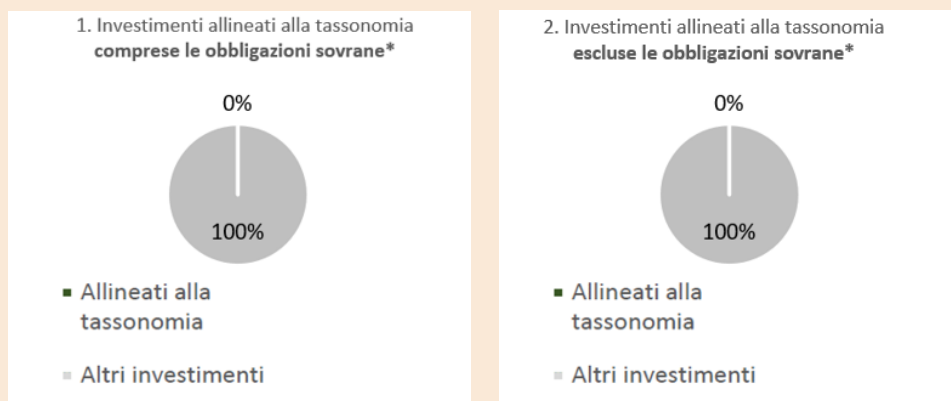 1. Investimenti allineati alla tassonomia
comprese le obbligazioni sovrane*
0%
100%
Allineati alla
tassonomia
Altri investimenti
2. Investimenti allineati alla tassonomia
escluse le obbligazioni sovrane*
0%
100%
Allineati alla
tassonomia
Altri investimenti